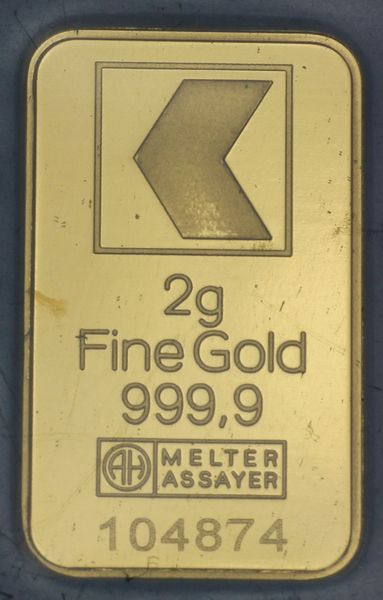 2g
Fine Gold
999,9
AH MELTER
ASSAYER
104874